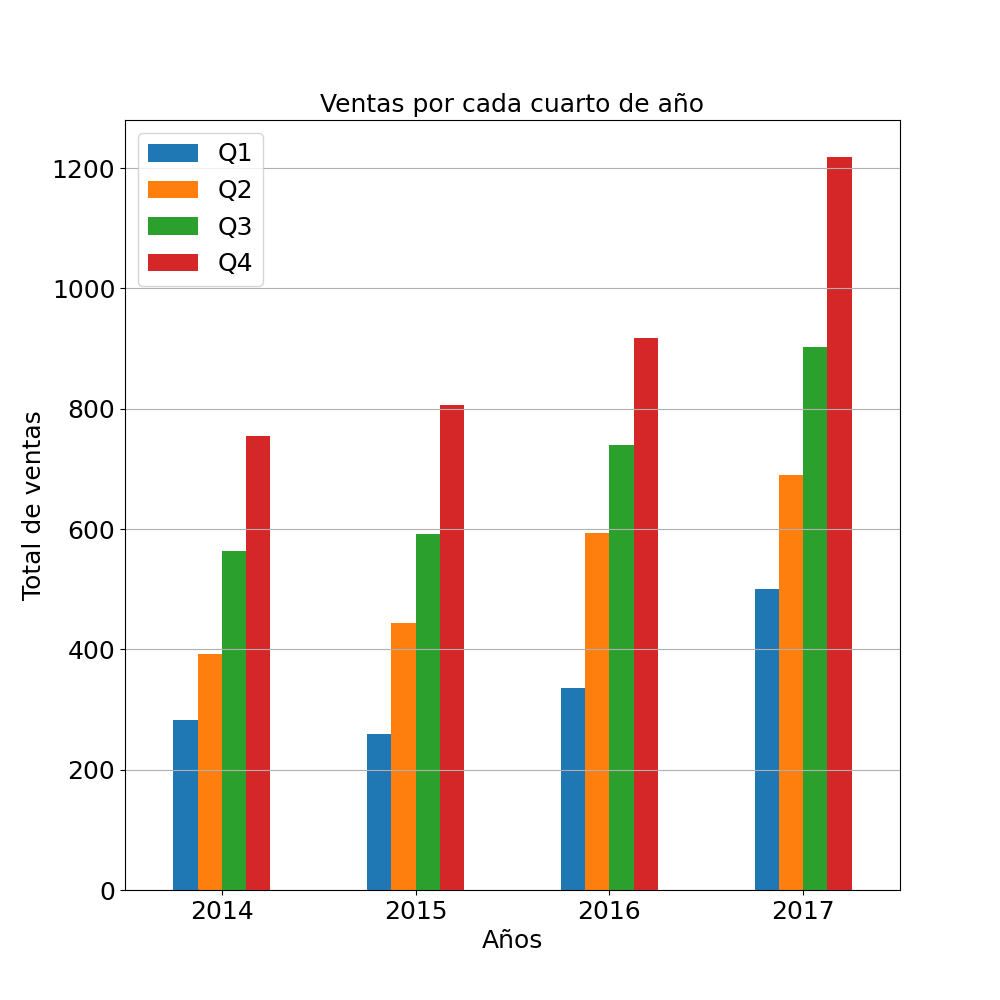 Ventas por cada cuarto de año
Q1
Q2
Q3
Q4
1200
1000
800
600
400
200
0
Total de ventas
2014 2015 2016 2017
Años